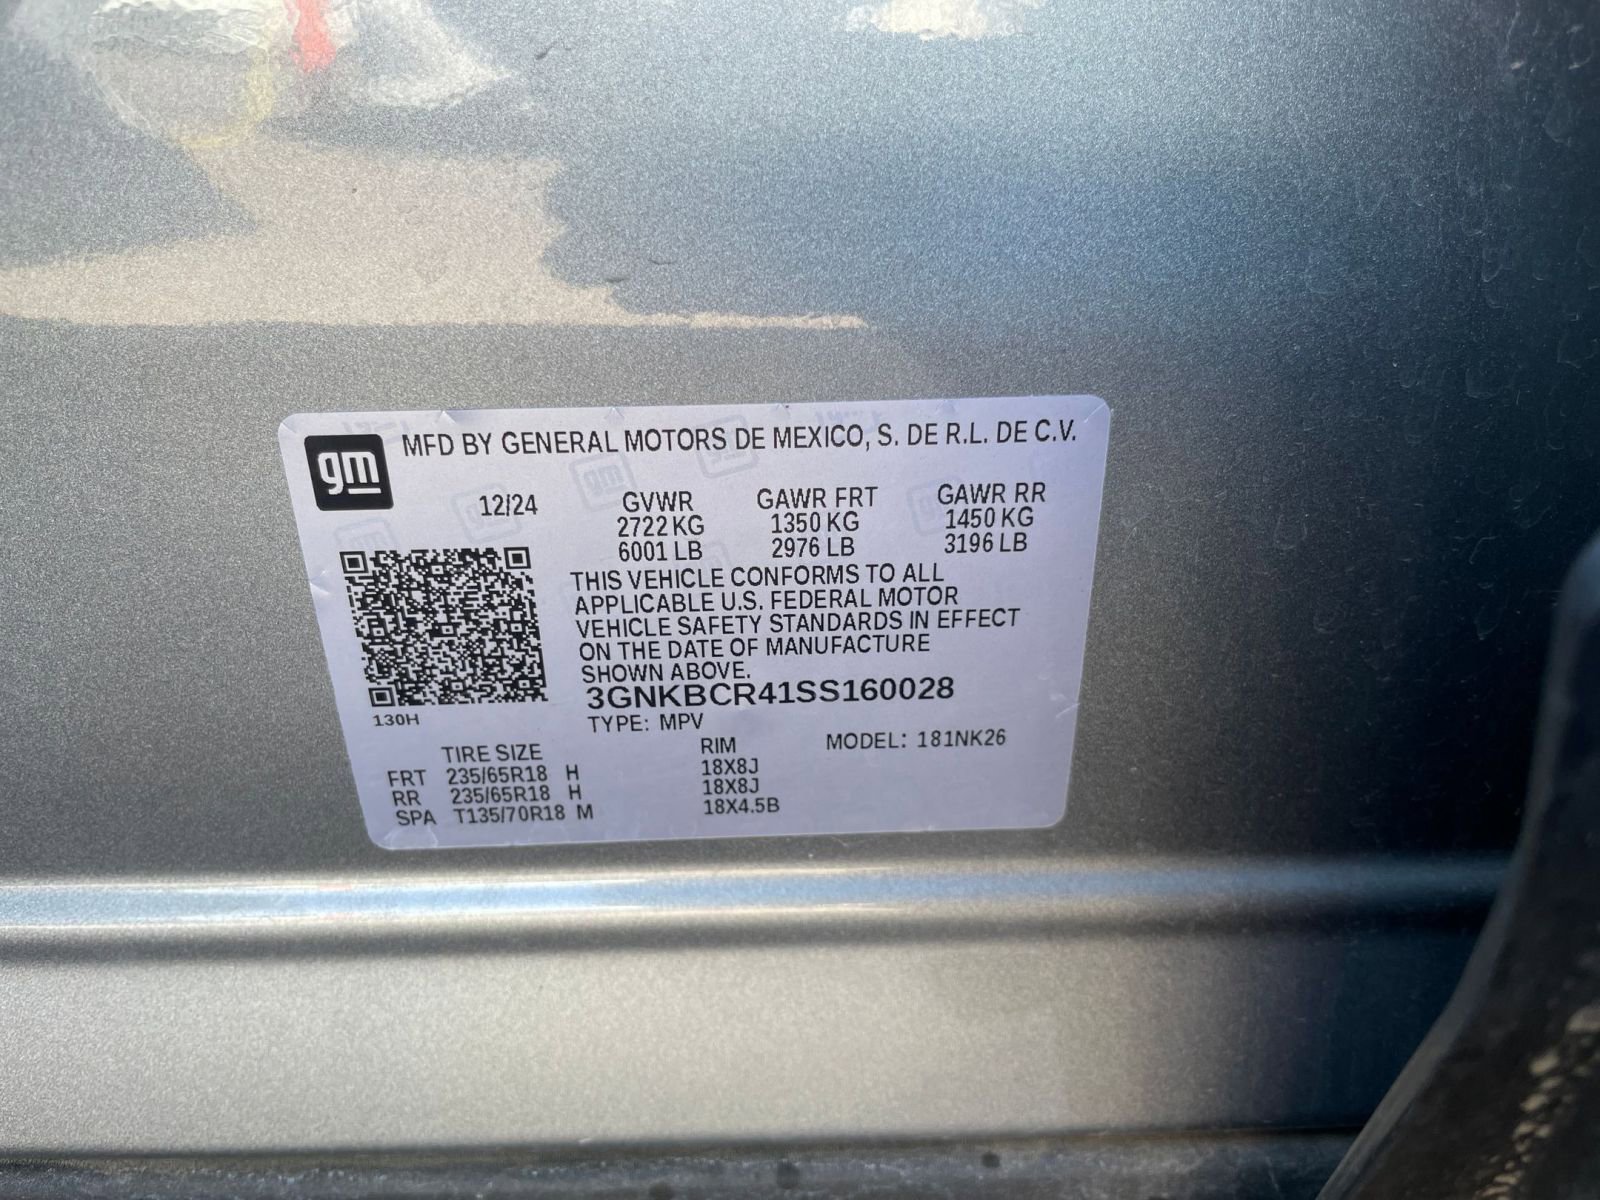 gm MFD BY GENERAL MOTORS DE MEXICO, S. DE R.L. DE C.V.
12/24 GVWR GAWR FRT GAWR RR
2722 KG 1350 KG 1450 KG
6001 LB 2976 LB 3196 LB
THIS VEHICLE CONFORMS TO ALL
APPLICABLE U.S. FEDERAL MOTOR
VEHICLE SAFETY STANDARDS IN EFFECT
ON THE DATE OF MANUFACTURE
SHOWN ABOVE.
3GNKBCR41SS160028
130H
TYPE: MPV
TIRE SIZE RIM MODEL: 181NK26
FRT 235/65R18 H 18X8J
RR 235/65R18 H 18X8J
SPA T135/70R18 M 18X4.5B